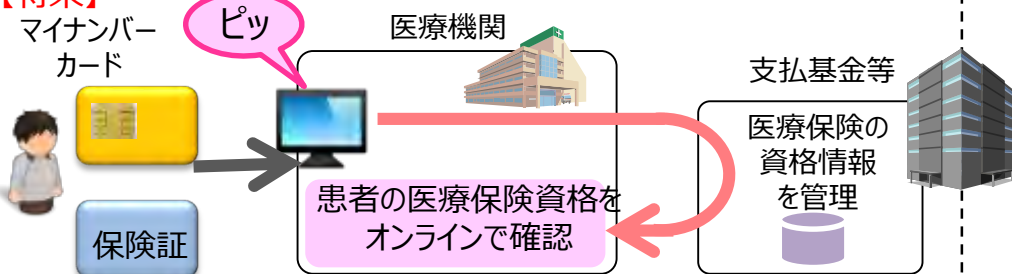 【将来】
マイナンバー
カード
ピッ
医療機関
支払基金等
医療保険の
資格情報
を管理
患者の医療保険資格を
オンラインで確認
保険証